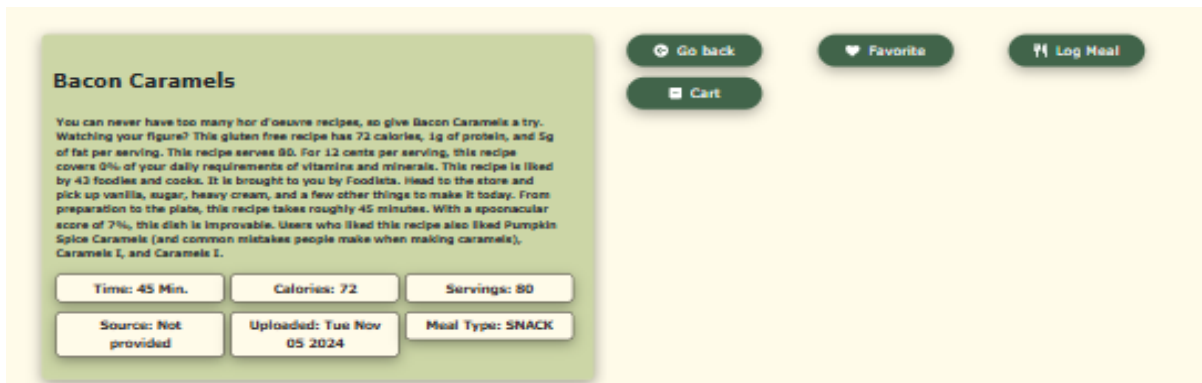 Bacon Caramels
You can never have too many hor d'oeuvre recipes, so give Bacon Caramels a try.
Watching your figure? This gluten free recipe has 72 calories, 1g of protein, and 5g
of fat per serving. This recipe serves 80. For 12 cents per serving, this recipe
covers 0% of your daily requirements of vitamins and minerals. This recipe is liked
by 43 foodies and cooks. It is brought to you by Foodista. Head to the store and
pick up vanilla, sugar, heavy cream, and a few other things to make it today. From
preparation to the plate, this recipe takes roughly 45 minutes. With a spoonacular
score of 7%, this dish is improvable. Users who liked this recipe also liked Pumpkin
Spice Caramels (and common mistakes people make when making caramels),
Caramels I, and Caramels I.
Time: 45 Min.
Calories: 72
Servings: 80
Source: Not
provided
Uploaded: Tue Nov
05 2024
Meal Type: SNACK
Go back
Favorite
Log Meal
Cart